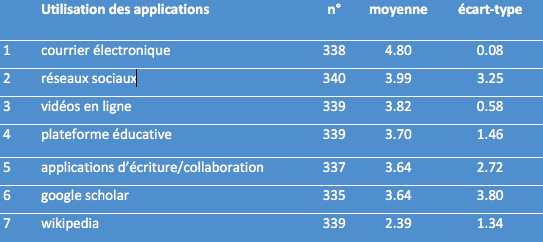 Utilisation des applications n° moyenne écart-type
1 courrier électronique 338 4.80 0.08
2 réseaux sociaux 340 3.99 3.25
3 vidéos en ligne 339 3.82 0.58
4 plateforme éducative 339 3.70 1.46
5 applications d'écriture/collaboration 337 3.64 2.72
6 google scholar 335 3.64 3.80
7 wikipedia 339 2.39 1.34